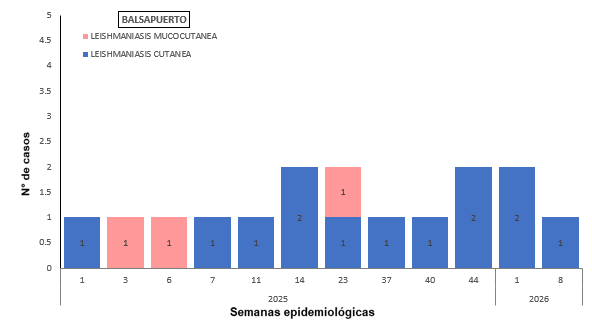 BALSAPUERTO
LEISHMANIASIS MUCOCUTANEA
LEISHMANIASIS CUTANEA
N° de casos
5
4.5
4
3.5
3
2.5
2
1.5
1
0.5
0
1 1 1 1 1 2 1 1 1 1 2 2 1
1 3 6 7 11 14 23 37 40 44 1 8
2025 2026
Semanas epidemiológicas